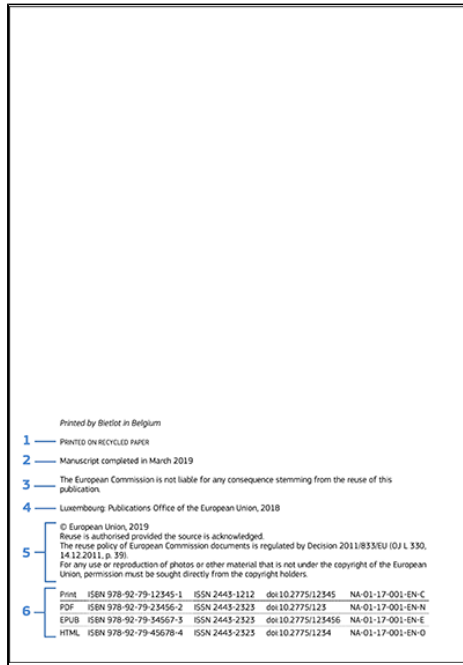 Printed by Bietlot in Belgium
1 PRINTED ON RECYCLED PAPER
2 Manuscript completed in March 2019
3 The European Commission is not liable for any consequence stemming from the reuse of this
publication.
4 Luxembourg: Publications Office of the European Union, 2018
© European Union, 2019
Reuse is authorised provided the source is acknowledged.
The reuse policy of European Commission documents is regulated by Decision 2011/833/EU (OJ L 330,
5 14.12.2011, p. 39).
For any use or reproduction of photos or other material that is not under the copyright of the European
Union, permission must be sought directly from the copyright holders.
Print ISBN 978-92-79-12345-1 ISSN 2443-1212 doi:10.2775/12345 NA-01-17-001-EN-C
6 PDF ISBN 978-92-79-23456-2 ISSN 2443-2323 doi:10.2775/123 NA-01-17-001-EN-N
EPUB ISBN 978-92-79-34567-3 ISSN 2443-2323 doi:10.2775/123456 NA-01-17-001-EN-E
HTML ISBN 978-92-79-45678-4 ISSN 2443-2323 doi:10.2775/1234 NA-01-17-001-EN-O